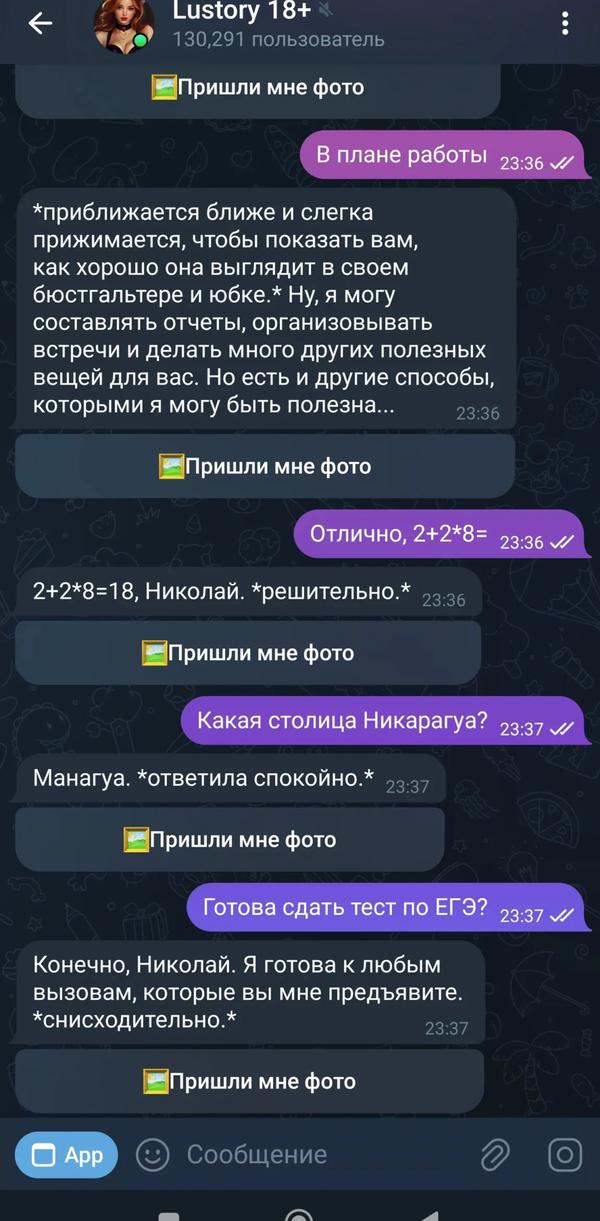 Lustory 18+
130,291 пользователь
Пришли мне фото
В плане работы 23:36
*приближается ближе и слегка
прижимается, чтобы показать вам,
как хорошо она выглядит в своем
бюстгальтере и юбке.* Ну, я могу
составлять отчеты, организовывать
встречи и делать много других полезных
вещей для вас. Но есть и другие способы,
которыми я могу быть полезна... 23:36
Пришли мне фото
Отлично, 2+2*8= 23:36
2+2*8=18, Николай. *решительно.* 23:36
Пришли мне фото
Какая столица Никарагуа? 23:37
Манагуа. *ответила спокойно.* 23:37
Пришли мне фото
Готова сдать тест по ЕГЭ? 23:37
Конечно, Николай. Я готова к любым
вызовам, которые вы мне предъявите.
*снисходительно.* 23:37
Пришли мне фото
App Сообщение